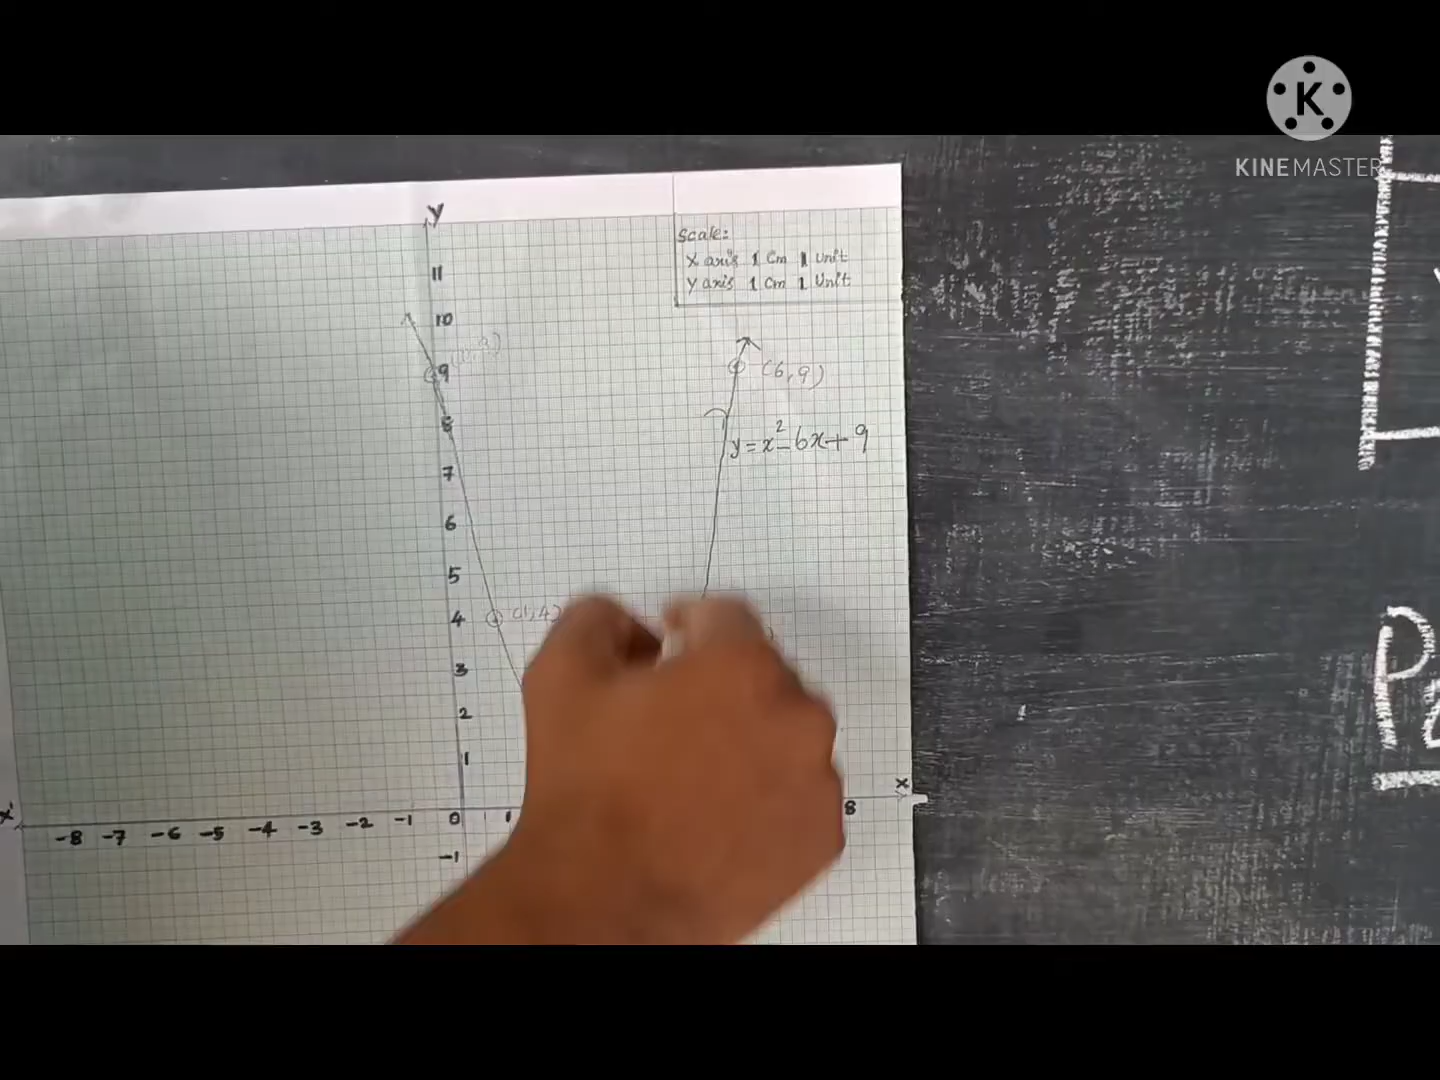 KINEMASTER
Y
Scale:
X axis 1 Cm 1 Unit
Y axis 1 Cm 1 Unit
11
10
9
(6,9)
8
y=x²-6x+9
7
6
5
4 (1,4)
3
2
1
X' X
-8 -7 -6 -5 -4 -3 -2 -1 0 1 8
-1